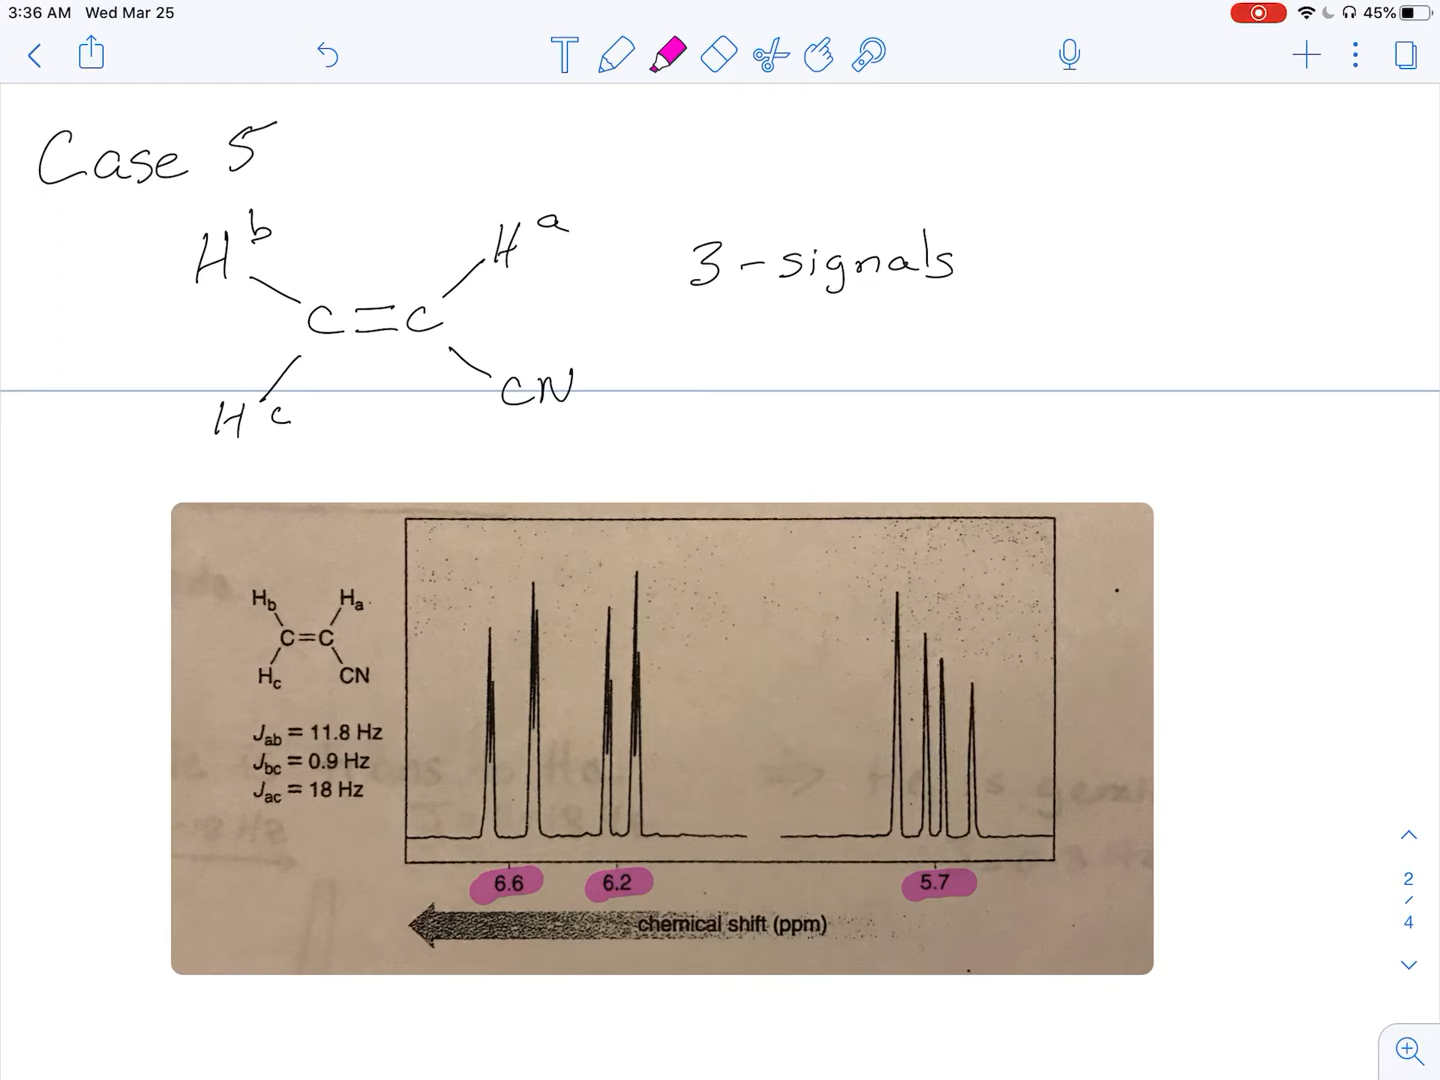 3:36 AM Wed Mar 25
45%
T
Case 5
H b
H a
3-signals
C=C
H c
CN
Hb Ha
C=C
Hc CN
Jab = 11.8 Hz
Jbc = 0.9 Hz
Jac = 18 Hz
6.6 6.2 5.7
chemical shift (ppm)
2
4